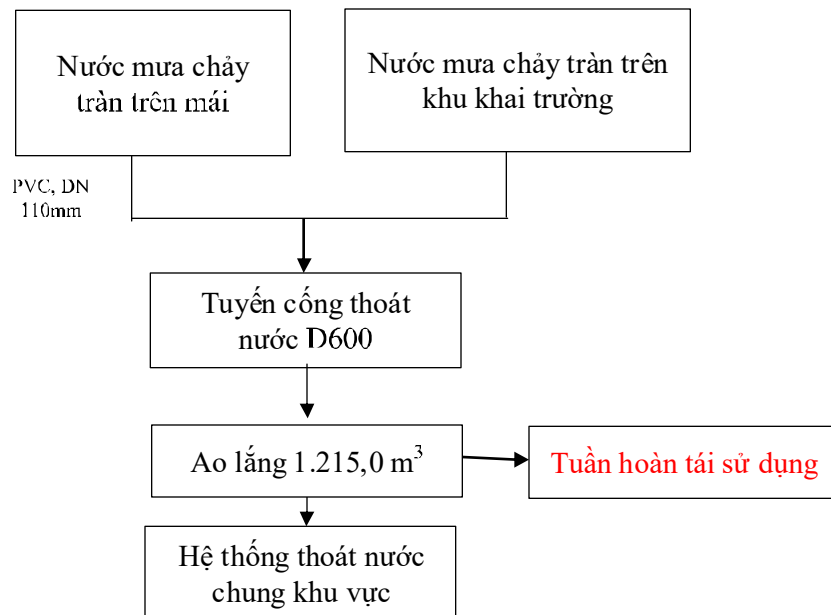 Nước mưa chảy
tràn trên mái
Nước mưa chảy tràn trên
khu khai trường
PVC, DN
110mm
Tuyến cống thoát
nước D600
Ao lắng 1.215,0 m³
Tuần hoàn tái sử dụng
Hệ thống thoát nước
chung khu vực